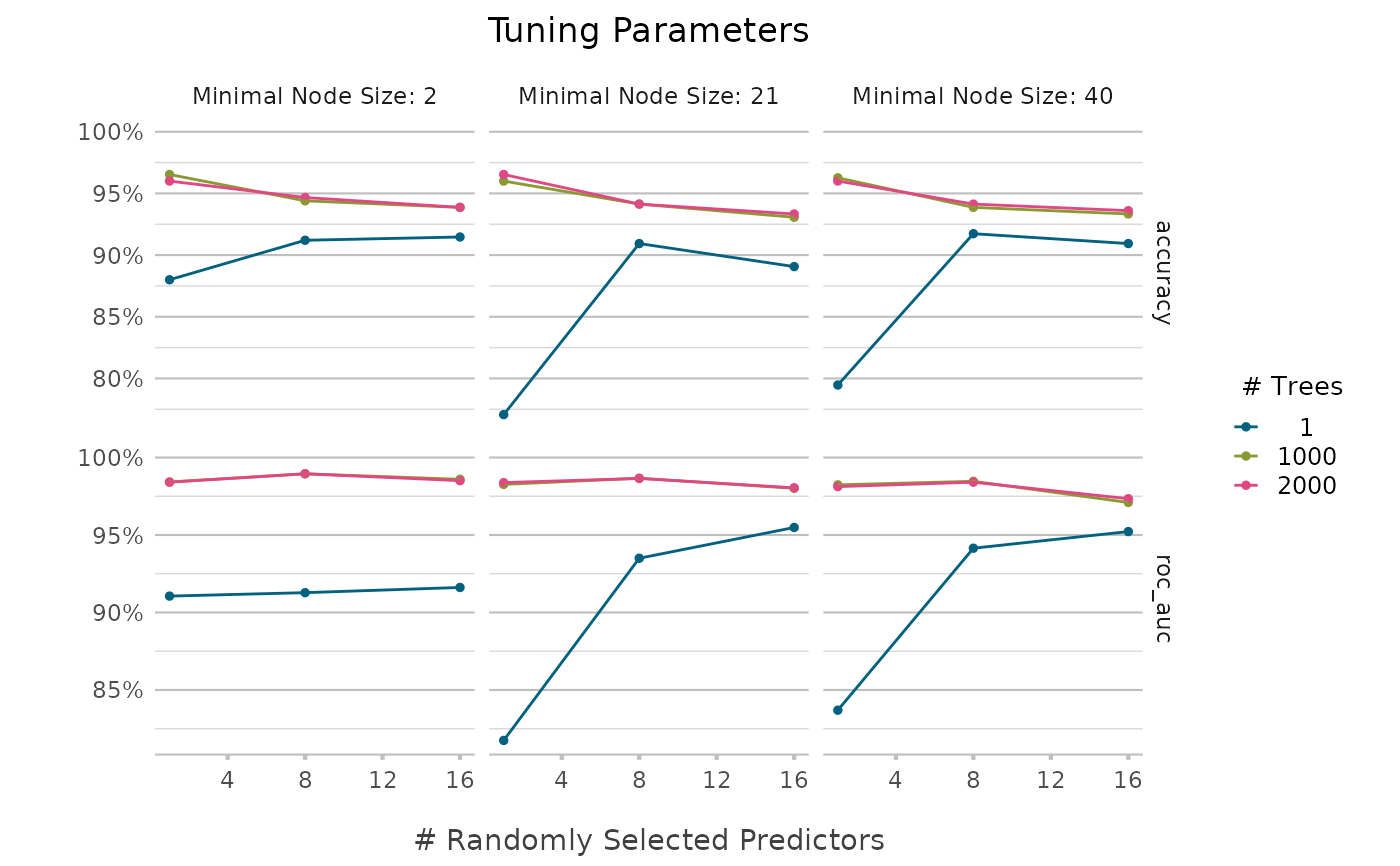 Tuning Parameters
Minimal Node Size: 2
Minimal Node Size: 21
Minimal Node Size: 40
100%
95%
90%
85%
80%
accuracy
100%
95%
90%
85%
roc_auc
4 8 12 16
4 8 12 16
4 8 12 16
# Randomly Selected Predictors
# Trees
1
1000
2000